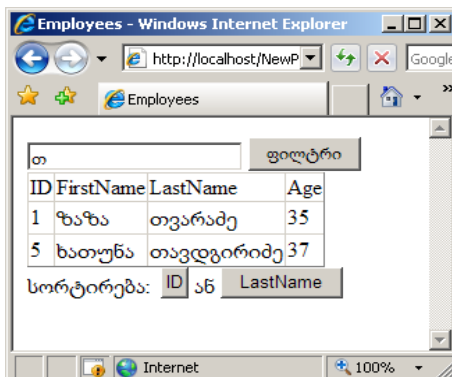 Employees - Windows Internet Explorer
http://localhost/NewP
Google
Employees
თ ფილტრი
ID FirstName LastName Age
1 ზაზა თვარაძე 35
5 ხათუნა თავდგირიძე 37
სორტირება: ID ან LastName
Internet 100%